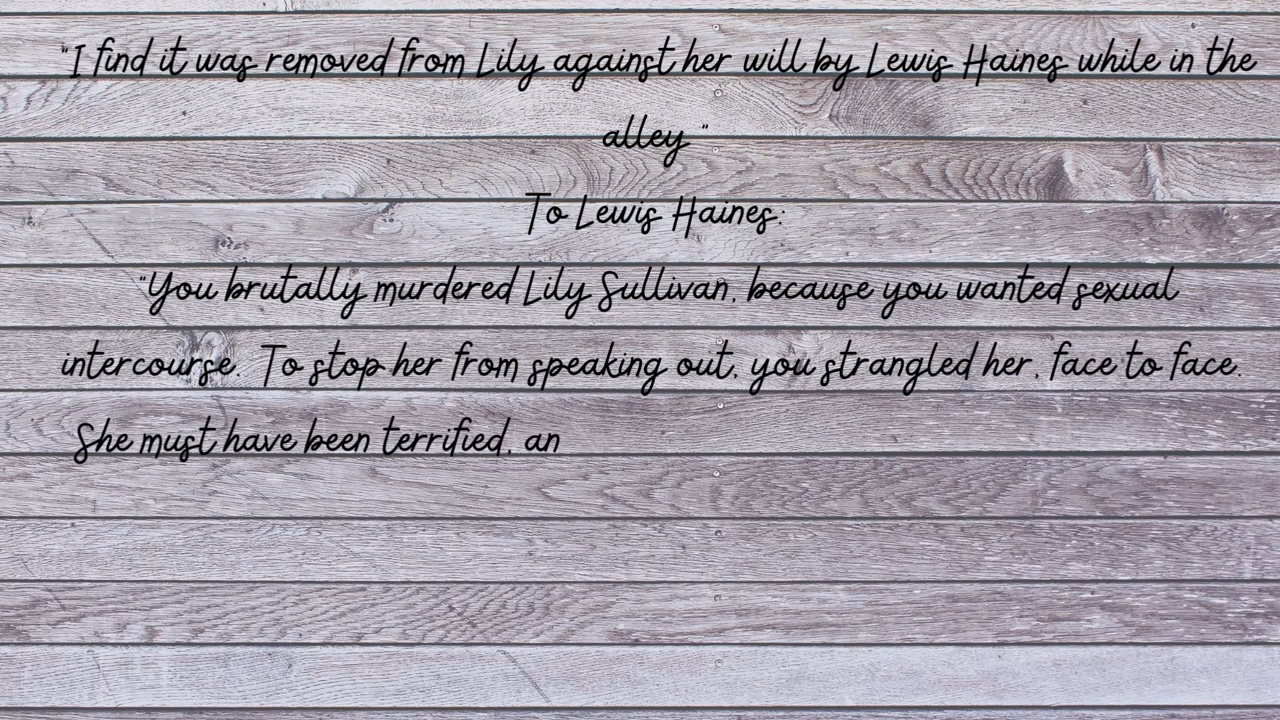 "I find it was removed from Lily against her will by Lewis Haines while in the
alley "
To Lewis Haines:
"You brutally murdered Lily Sullivan, because you wanted sexual
intercourse. To stop her from speaking out, you strangled her, face to face.
She must have been terrified, an